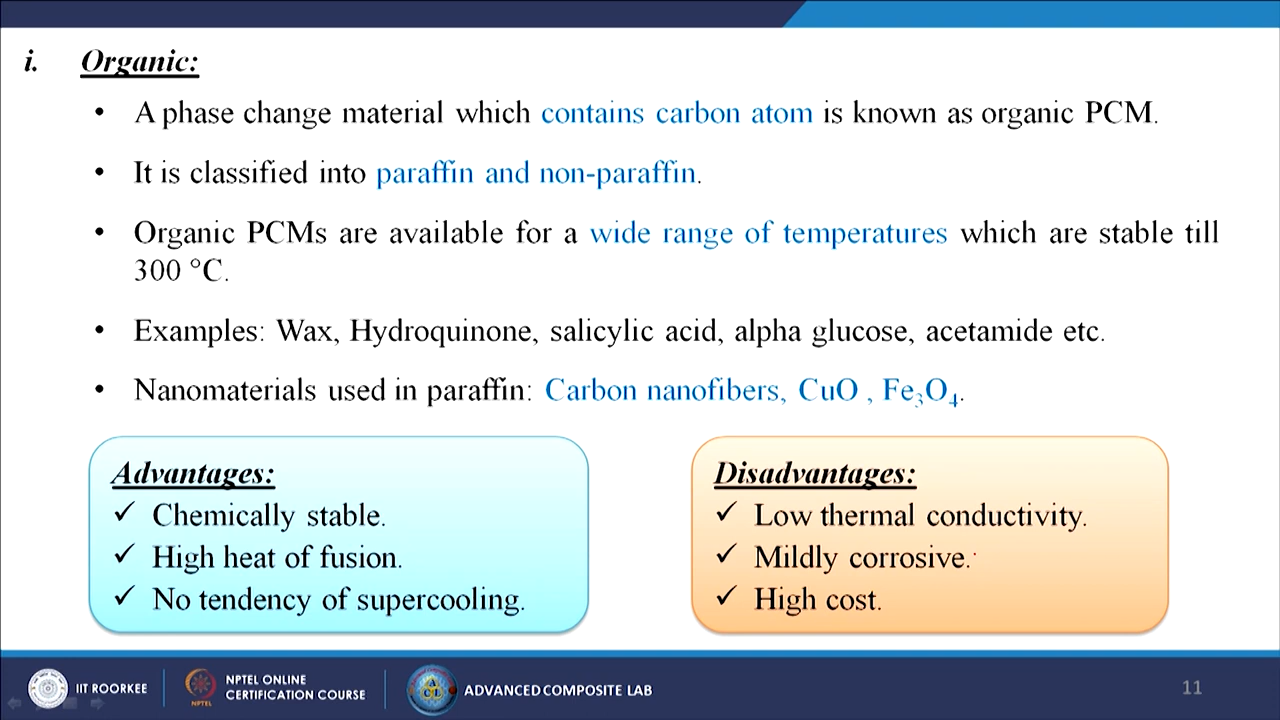 i. Organic:
• A phase change material which contains carbon atom is known as organic PCM.
• It is classified into paraffin and non-paraffin.
• Organic PCMs are available for a wide range of temperatures which are stable till
300 °C.
• Examples: Wax, Hydroquinone, salicylic acid, alpha glucose, acetamide etc.
• Nanomaterials used in paraffin: Carbon nanofibers, CuO , Fe₃O₄.
Advantages:
✓ Chemically stable.
✓ High heat of fusion.
✓ No tendency of supercooling.
Disadvantages:
✓ Low thermal conductivity.
✓ Mildly corrosive.
✓ High cost.
IIT ROORKEE
NPTEL
NPTEL ONLINE
CERTIFICATION COURSE
ADVANCED COMPOSITE LAB
11